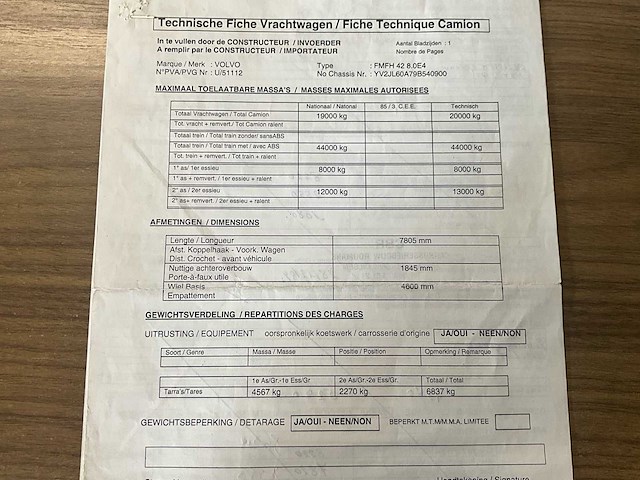 Technische Fiche Vrachtwagen / Fiche Technique Camion
In te vullen door de CONSTRUCTEUR / INVOERDER Aantal Bladzijden : 1
A remplir par le CONSTRUCTEUR / IMPORTATEUR Nombre de Pages
Marque / Merk : VOLVO Type : FMFH 42 8.0E4
N°PVA/PVG Nr : U/51112 No Chassis Nr. : YV2JL60A79B540900
MAXIMAAL TOELAATBARE MASSA'S / MASSES MAXIMALES AUTORISEES
Nationaal / National 85 / 3. C.E.E. Technisch
Totaal Vrachtwagen / Total Camion 19000 kg 20000 kg
Tot. vracht + remvert./ Tot Camion + ralent
Totaal trein / Total train zonder/ sansABS
Totaal trein / Total train met / avec ABS 44000 kg 44000 kg
Tot. trein + remvert. / Tot train + ralent
1° as/ 1er essieu 8000 kg 8000 kg
1° as + remvert. / 1er essieu + ralent
2° as / 2er essieu 12000 kg 13000 kg
2° as+ remvert. / 2er essieu + ralent
AFMETINGEN / DIMENSIONS
Lengte / Longueur 7805 mm
Afst. Koppelhaak - Voork. Wagen
Dist. Crochet - avant véhicule
Nuttige achteroverbouw 1845 mm
Porte-à-faux utile
Wiel Basis 4600 mm
Empattement
GEWICHTSVERDELING / REPARTITIONS DES CHARGES
UITRUSTING / EQUIPEMENT oorspronkelijk koetswerk / carrosserie d'origine JA/OUI - NEEN/NON
Soort / Genre Massa / Masse Positie / Position Opmerking / Remarque
1e As/Gr.-1e Ess/Gr 2e As/Gr.-2e Ess/Gr. Totaal / Total
Tarra's/Tares 4567 kg 2270 kg 6837 kg
GEWICHTSBEPERKING / DETARAGE JA/OUI - NEEN/NON BEPERKT M.T.M/M.M.A. LIMITEE
Handtekening / Signature